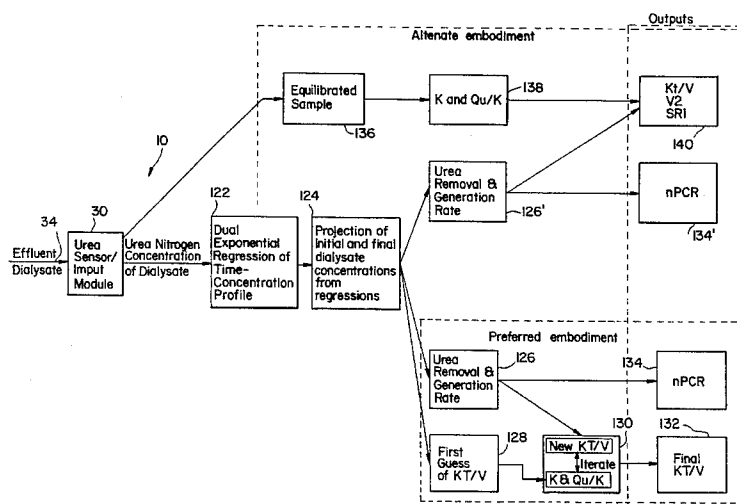 Outputs
Altenate embodiment
Equilibrated
Sample
136
K and Qu/K
138
Kt/V
V2
SRI
140
10
34
30
122
124
Urea
Removal &
Generation
Rate
126'
nPCR
134'
Effluent
Dialysate
Urea
Sensor/
Input
Module
Urea Nitrogen
Concentration
of Dialysate
Dual
Exponential
Regression of
Time-
Concentration
Profile
Projection of
Initial and final
dialysate
concentrations
from
regressions
Preferred embodiment
Urea
Removal &
Generation
Rate
126
134
nPCR
First
Guess
of KT/V
128
New KT/V
Iterate
K & Qu/K
130
132
Final
KT/V